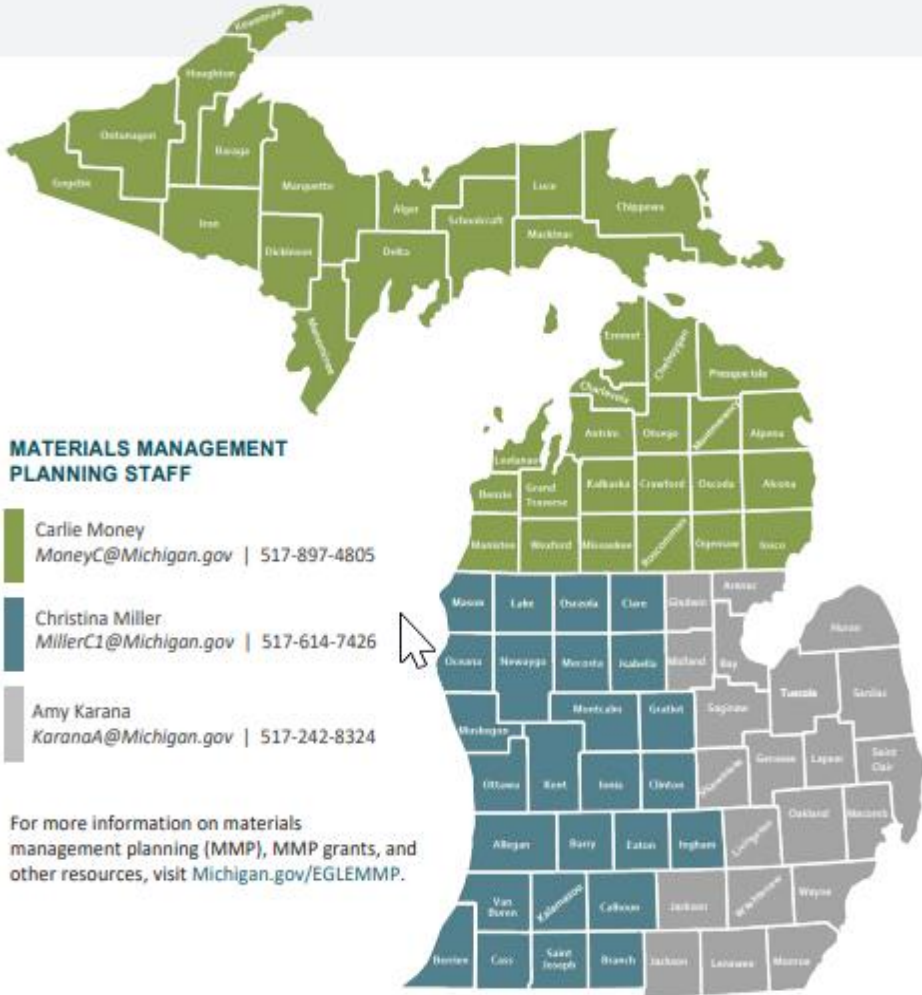 Keweenaw
Houghton
Ontonagon
Baraga
Gogebic
Marquette
Luce
Alger
Chippewa
Iron
Schoolcraft
Mackinac
Dickinson
Delta
Menominee
Emmet
Cheboygan
Presque Isle
Charlevoix
Antrim
Otsego
Montmorency
Alpena
MATERIALS MANAGEMENT
PLANNING STAFF
Leelanau
Benzie
Grand
Traverse
Kalkaska
Crawford
Oscoda
Alcona
Manistee
Wexford
Missaukee
Roscommon
Ogemaw
Iosco
Carlie Money
MoneyC@Michigan.gov | 517-897-4805
Christina Miller
MillerC1@Michigan.gov | 517-614-7426
Amy Karana
KaranaA@Michigan.gov | 517-242-8324
Mason
Lake
Osceola
Clare
Gladwin
Arenac
Huron
Oceana
Newaygo
Mecosta
Isabella
Midland
Bay
Tuscola
Sanilac
Muskegon
Montcalm
Gratiot
Saginaw
Ottawa
Kent
Ionia
Clinton
Shiawassee
Genesee
Lapeer
Saint
Clair
For more information on materials
management planning (MMP), MMP grants, and
other resources, visit Michigan.gov/EGLEMMP.
Allegan
Barry
Eaton
Ingham
Livingston
Oakland
Macomb
Van
Buren
Kalamazoo
Calhoun
Jackson
Washtenaw
Wayne
Berrien
Cass
Saint
Joseph
Branch
Jackson
Lenawee
Monroe